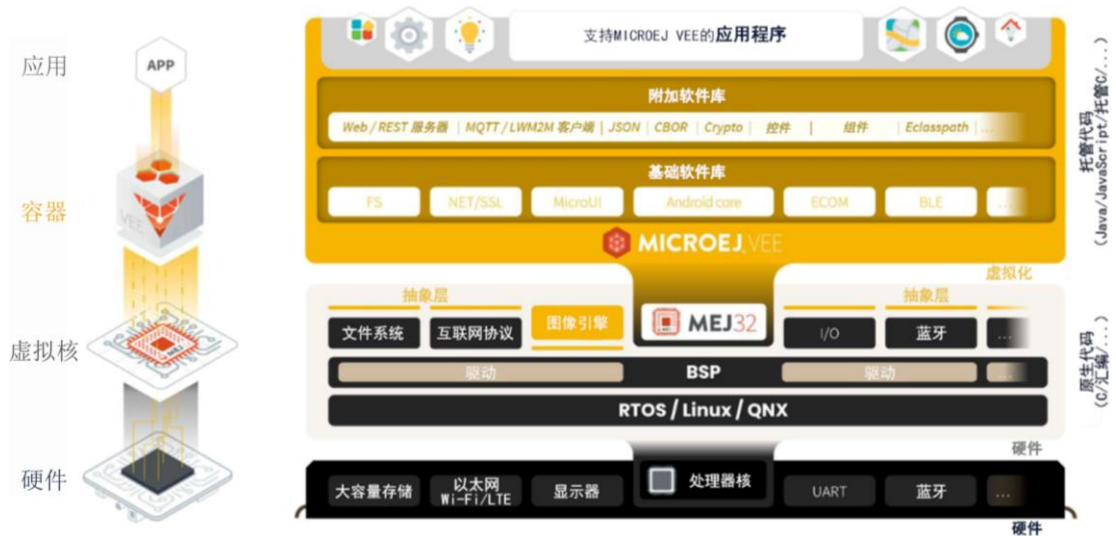 应用
APP
容器
VEE
虚拟核
MEJ
硬件
支持MICROEJ VEE的应用程序
附加软件库
Web / REST 服务器 | MQTT / LWM2M 客户端 | JSON | CBOR | Crypto | 控件 | 组件 | Eclasspath | ...
基础软件库
FS NET/SSL MicroUI Android core ECOM BLE ...
MICROEJ VEE
托管代码
(Java/JavaScript/托管C/...)
虚拟化
抽象层 抽象层
文件系统 互联网协议 图像引擎 MEJ32 I/O 蓝牙 ...
驱动 BSP 驱动 ...
RTOS / Linux / QNX
原生代码
(C/汇编/...)
硬件
大容量存储 以太网 Wi-Fi/LTE 显示器 处理器核 UART 蓝牙 ...
硬件